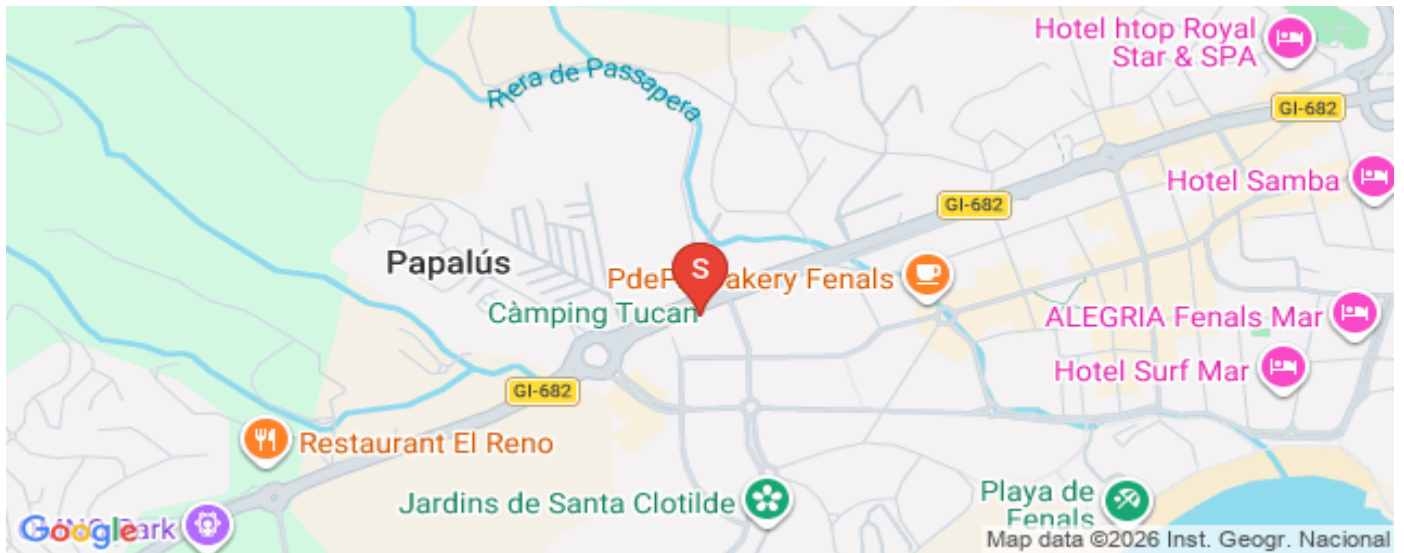 Hotel htop Royal
Star & SPA
Riera de Passapera
GI-682
Hotel Samba
GI-682
Papalús
S
Fenals
Càmping Tucan
ALEGRIA Fenals Mar
Hotel Surf Mar
GI-682
Restaurant El Reno
Jardins de Santa Clotilde
Playa de
Fenals
Google
Map data ©2026 Inst. Geogr. Nacional